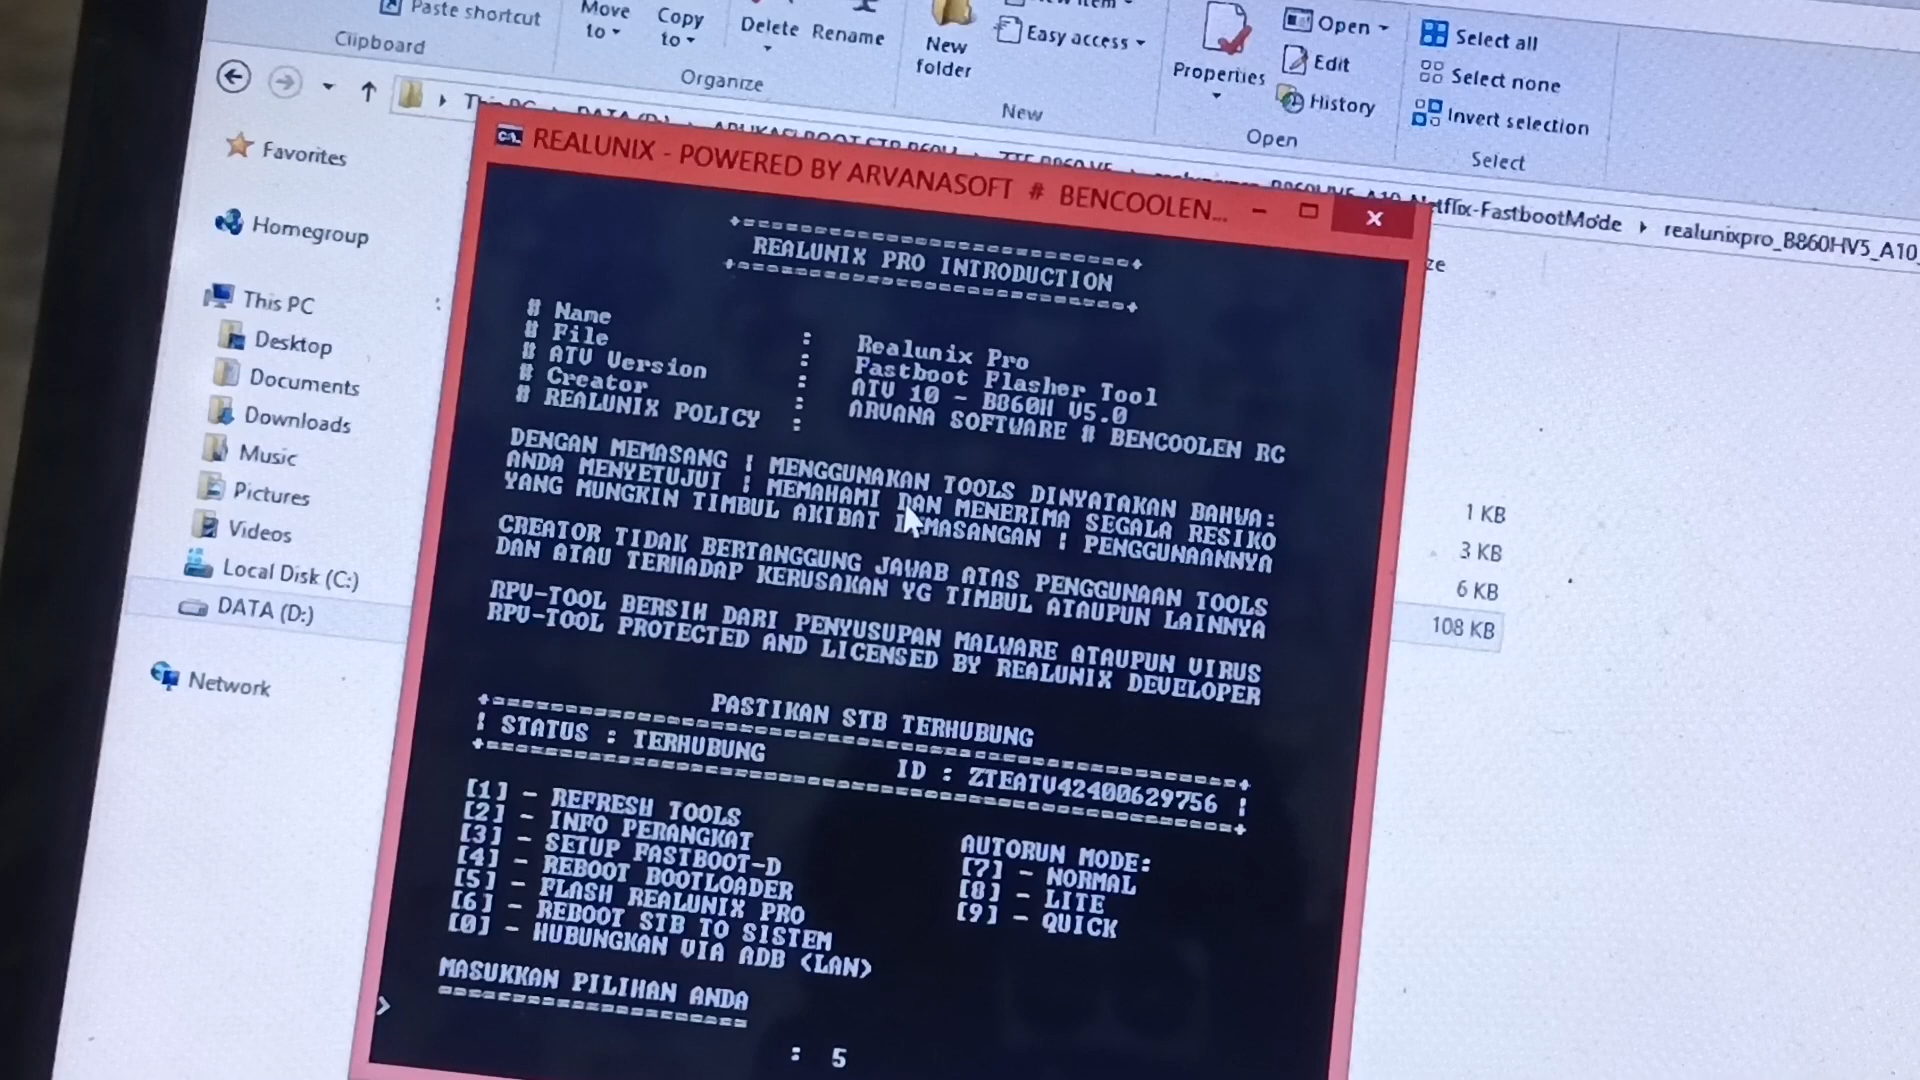 Paste shortcut
Clipboard
Move to
Copy to
Delete
Rename
Organize
New folder
Easy access
New
Properties
Open
Edit
History
Open
Select all
Select none
Invert selection
Select
tflix-FastbootMode
realunixpro_B860HV5_A10_
Favorites
Homegroup
This PC
Desktop
Documents
Downloads
Music
Pictures
Videos
Local Disk (C:)
DATA (D:)
Network
REALUNIX - POWERED BY ARVANASOFT # BENCOOLEN...
REALUNIX PRO INTRODUCTION
# Name : Realunix Pro
# File : Fastboot Flasher Tool
# ATV Version : ATV 10 - B860H V5.0
# Creator : ARVANA SOFTWARE # BENCOOLEN RC
# REALUNIX POLICY :
DENGAN MEMASANG ¦ MENGGUNAKAN TOOLS DINYATAKAN BAHWA:
ANDA MENYETUJUI ¦ MEMAHAMI DAN MENERIMA SEGALA RESIKO
YANG MUNGKIN TIMBUL AKIBAT PEMASANGAN ¦ PENGGUNAANNYA
CREATOR TIDAK BERTANGGUNG JAWAB ATAS PENGGUNAAN TOOLS
DAN ATAU TERHADAP KERUSAKAN YG TIMBUL ATAUPUN LAINNYA
RPV-TOOL BERSIH DARI PENYUSUPAN MALWARE ATAUPUN VIRUS
RPV-TOOL PROTECTED AND LICENSED BY REALUNIX DEVELOPER
PASTIKAN STB TERHUBUNG
¦ STATUS : TERHUBUNG ID : ZTEATV42400629756 ¦
[1] - REFRESH TOOLS
[2] - INFO PERANGKAT
[3] - SETUP FASTBOOT-D
[4] - REBOOT BOOTLOADER
[5] - FLASH REALUNIX PRO
[6] - REBOOT STB TO SISTEM
[0] - HUBUNGKAN VIA ADB <LAN>
AUTORUN MODE:
[7] - NORMAL
[8] - LITE
[9] - QUICK
MASUKKAN PILIHAN ANDA
>
: 5
ze
1 KB
3 KB
6 KB
108 KB